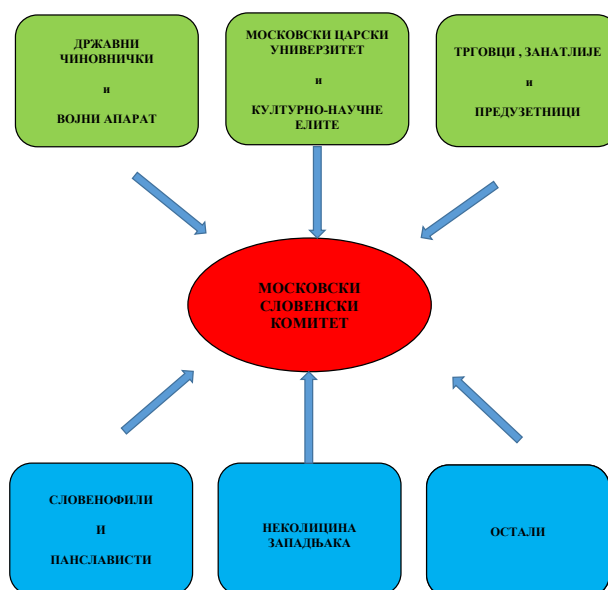 ДРЖАВНИ
ЧИНОВНИЧКИ
и
ВОЈНИ АПАРАТ
МОСКОВСКИ ЦАРСКИ
УНИВЕРЗИТЕТ
и
КУЛТУРНО-НАУЧНЕ
ЕЛИТЕ
ТРГОВЦИ , ЗАНАТЛИЈЕ
и
ПРЕДУЗЕТНИЦИ
МОСКОВСКИ
СЛОВЕНСКИ
КОМИТЕТ
СЛОВЕНОФИЛИ
И
ПАНСЛАВИСТИ
НЕКОЛИЦИНА
ЗАПАДЊАКА
ОСТАЛИ